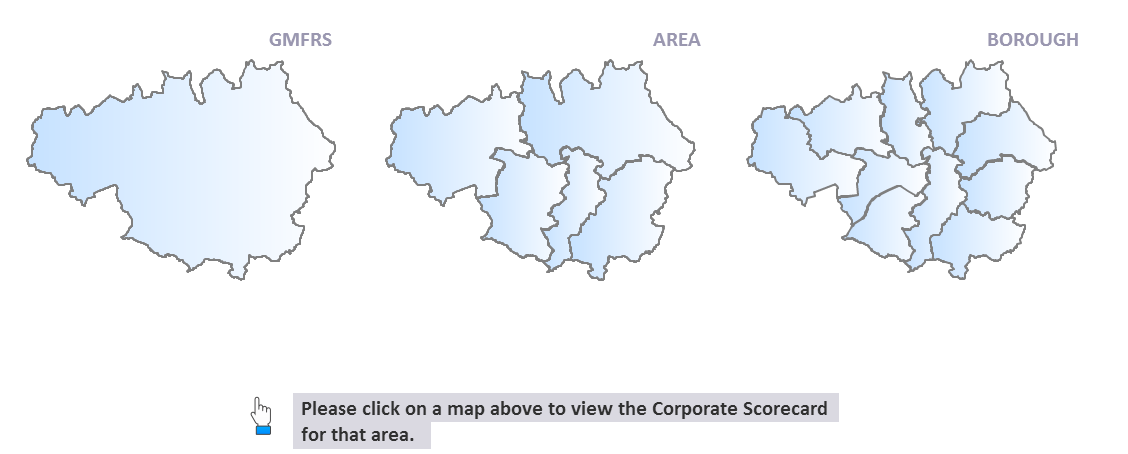 GMFRS
AREA
BOROUGH
Please click on a map above to view the Corporate Scorecard
for that area.